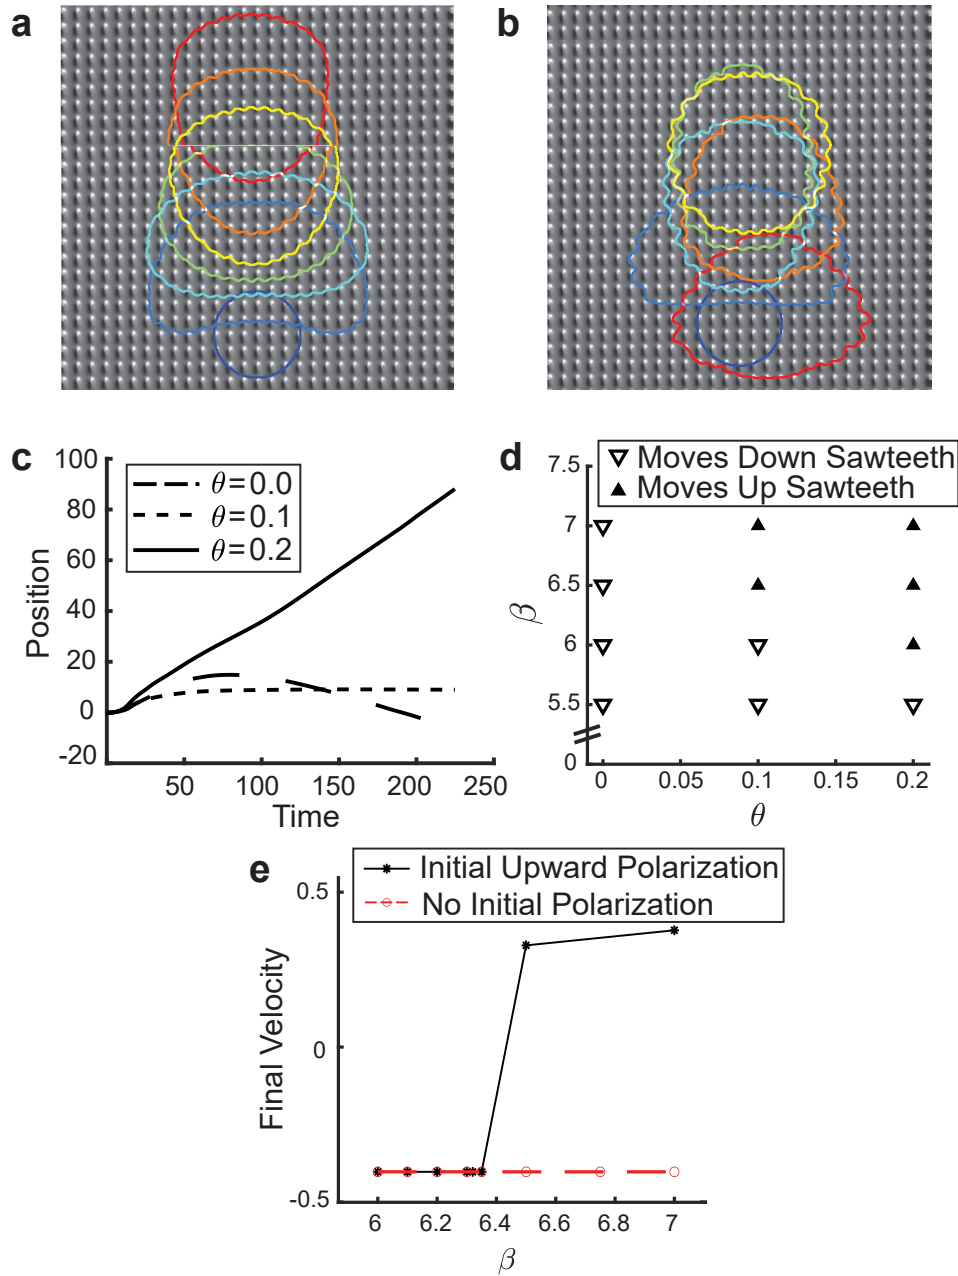 a
b
c
100
80
60
40
20
0
-20
θ=0.0
θ=0.1
θ=0.2
Position
50
100
150
200
250
Time
d
Moves Down Sawteeth
Moves Up Sawteeth
7.5
7
6.5
6
5.5
0
β
0
0.05
0.1
0.15
0.2
θ
e
Initial Upward Polarization
No Initial Polarization
0.5
0
-0.5
Final Velocity
6
6.2
6.4
6.6
6.8
7
β